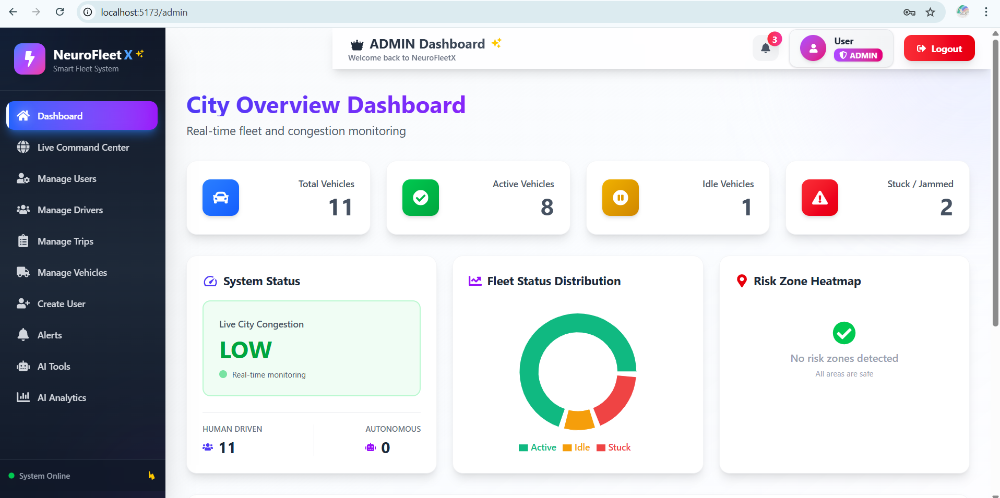 localhost:5173/admin
NeuroFleet X
Smart Fleet System
Dashboard
Live Command Center
Manage Users
Manage Drivers
Manage Trips
Manage Vehicles
Create User
Alerts
AI Tools
AI Analytics
System Online
ADMIN Dashboard
Welcome back to NeuroFleetX
3
User
ADMIN
Logout
City Overview Dashboard
Real-time fleet and congestion monitoring
Total Vehicles
11
Active Vehicles
8
Idle Vehicles
1
Stuck / Jammed
2
System Status
Live City Congestion
LOW
Real-time monitoring
HUMAN DRIVEN
11
AUTONOMOUS
0
Fleet Status Distribution
Active Idle Stuck
Risk Zone Heatmap
No risk zones detected
All areas are safe